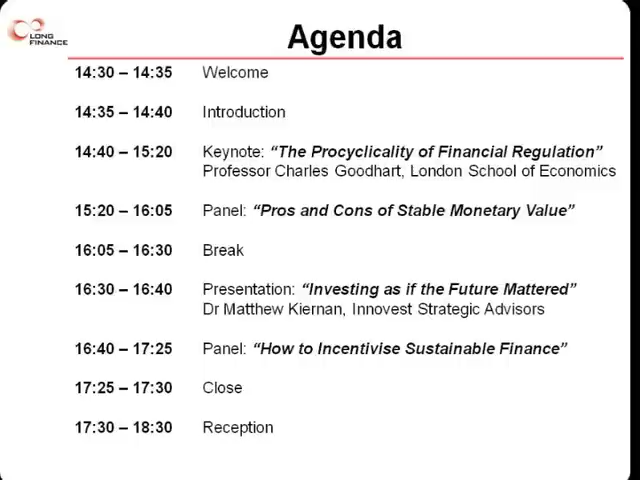 LONG
FINANCE
Agenda
14:30 – 14:35 Welcome
14:35 – 14:40 Introduction
14:40 – 15:20 Keynote: “The Procyclicality of Financial Regulation”
Professor Charles Goodhart, London School of Economics
15:20 – 16:05 Panel: “Pros and Cons of Stable Monetary Value”
16:05 – 16:30 Break
16:30 – 16:40 Presentation: “Investing as if the Future Mattered”
Dr Matthew Kiernan, Innovest Strategic Advisors
16:40 – 17:25 Panel: “How to Incentivise Sustainable Finance”
17:25 – 17:30 Close
17:30 – 18:30 Reception